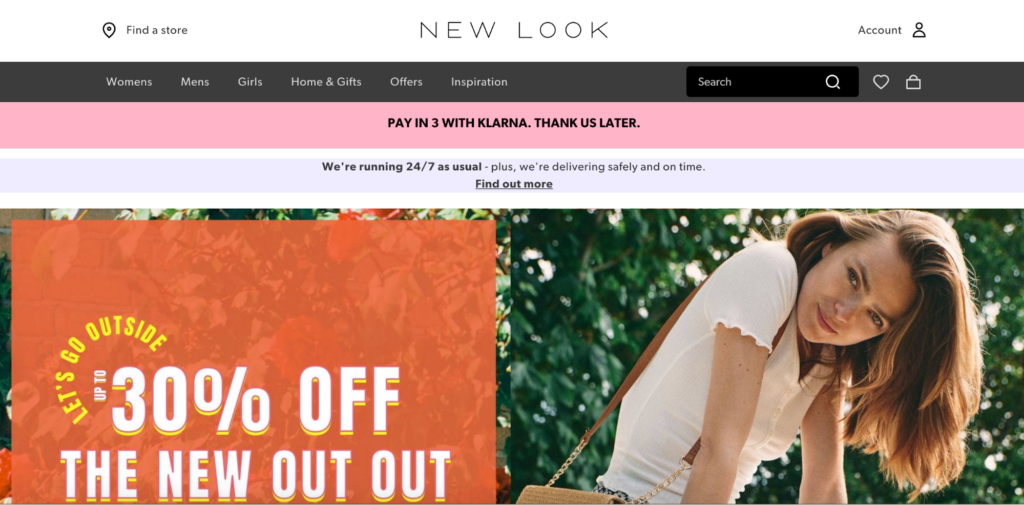 Find a store
NEW LOOK
Account
Womens
Mens
Girls
Home & Gifts
Offers
Inspiration
Search
PAY IN 3 WITH KLARNA. THANK US LATER.
We're running 24/7 as usual - plus, we're delivering safely and on time.
Find out more
LET'S GO OUTSIDE
UP TO
30% OFF
THE NEW OUT OUT